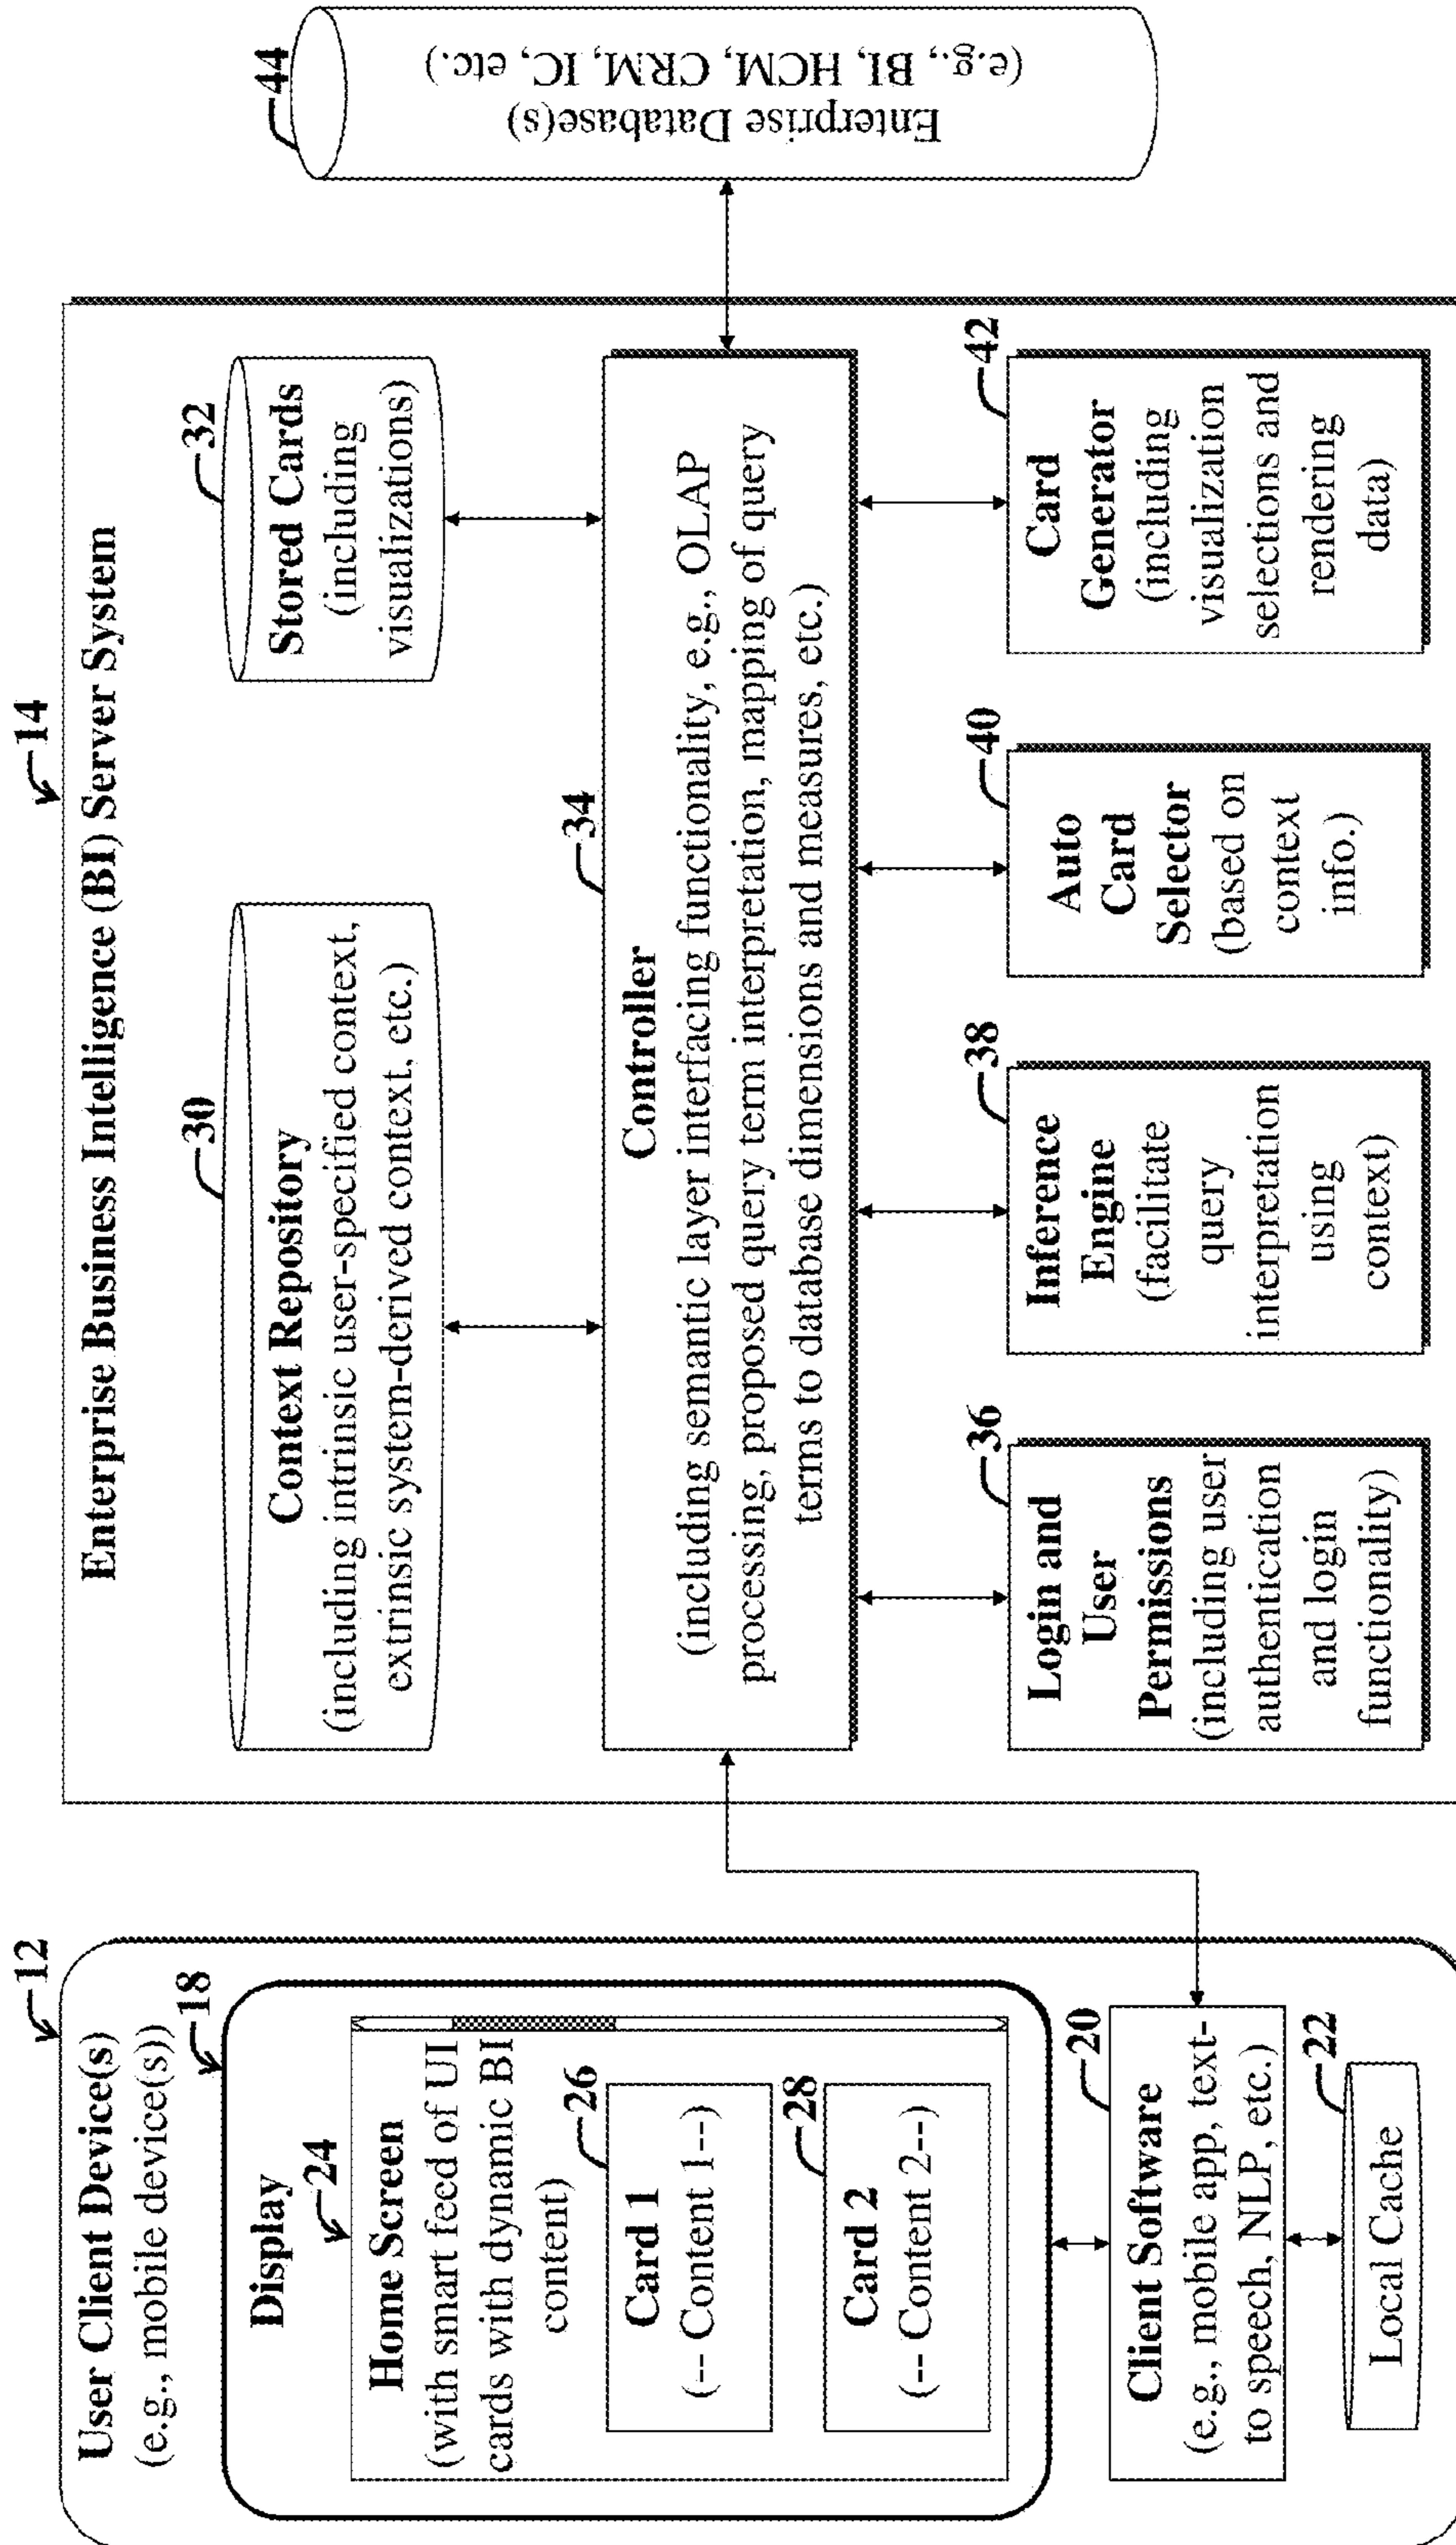 12
User Client Device(s)
(e.g., mobile device(s))
18
Display
24
Home Screen
(with smart feed of UI
cards with dynamic BI
content)
26
Card 1
(-- Content 1--)
28
Card 2
(-- Content 2--)
20
Client Software
(e.g., mobile app, text-
to speech, NLP, etc.)
22
Local Cache
14
Enterprise Business Intelligence (BI) Server System
30
Context Repository
(including intrinsic user-specified context,
extrinsic system-derived context, etc.)
32
Stored Cards
(including
visualizations)
34
Controller
(including semantic layer interfacing functionality, e.g., OLAP
processing, proposed query term interpretation, mapping of query
terms to database dimensions and measures, etc.)
36
Login and
User
Permissions
(including user
authentication
and login
functionality)
38
Inference
Engine
(facilitate
query
interpretation
using
context)
40
Auto
Card
Selector
(based on
context
info.)
42
Card
Generator
(including
visualization
selections and
rendering
data)
44
Enterprise Database(s)
(e.g., BI, HCM, CRM, IC, etc.)